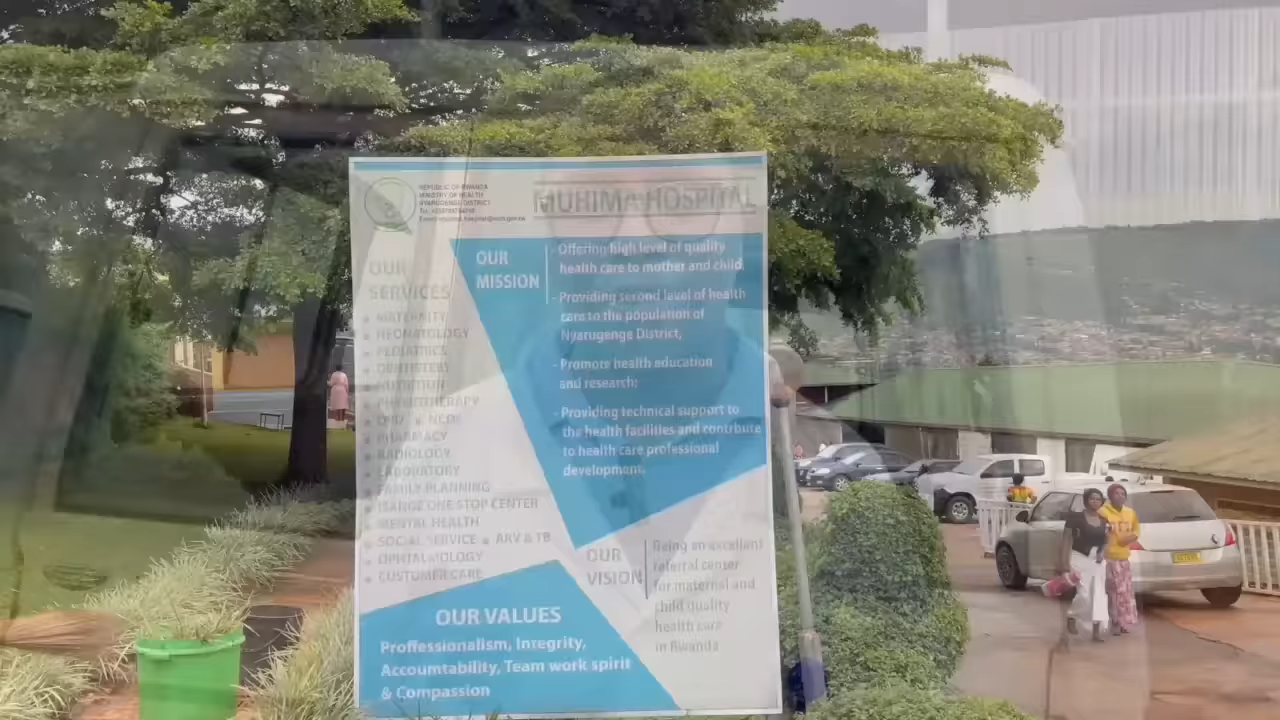 REPUBLIC OF RWANDA
MINISTRY OF HEALTH
NYARUGENGE DISTRICT
MUHIMA HOSPITAL
OUR
SERVICES
MATERNITY
NEONATOLOGY
PEDIATRICS
DENTISTERY
NUTRITION
PHYSIOTHERAPY
OPD NCDs
PHARMACY
RADIOLOGY
LABORATORY
FAMILY PLANNING
ISANGE ONE STOP CENTER
MENTAL HEALTH
SOCIAL SERVICE ARV & TB
OPHTALMOLOGY
CUSTOMER CARE
OUR
MISSION
- Offering high level of quality
health care to mother and child
- Providing second level of health
care to the population of
Nyarugenge District,
- Promote health education
and research;
- Providing technical support to
the health facilities and contribute
to health care professional
development,
OUR
VISION
Being an excellent
referral center
for maternal and
child quality
health care
in Rwanda
OUR VALUES
Proffessionalism, Integrity,
Accountability, Team work spirit
& Compassion